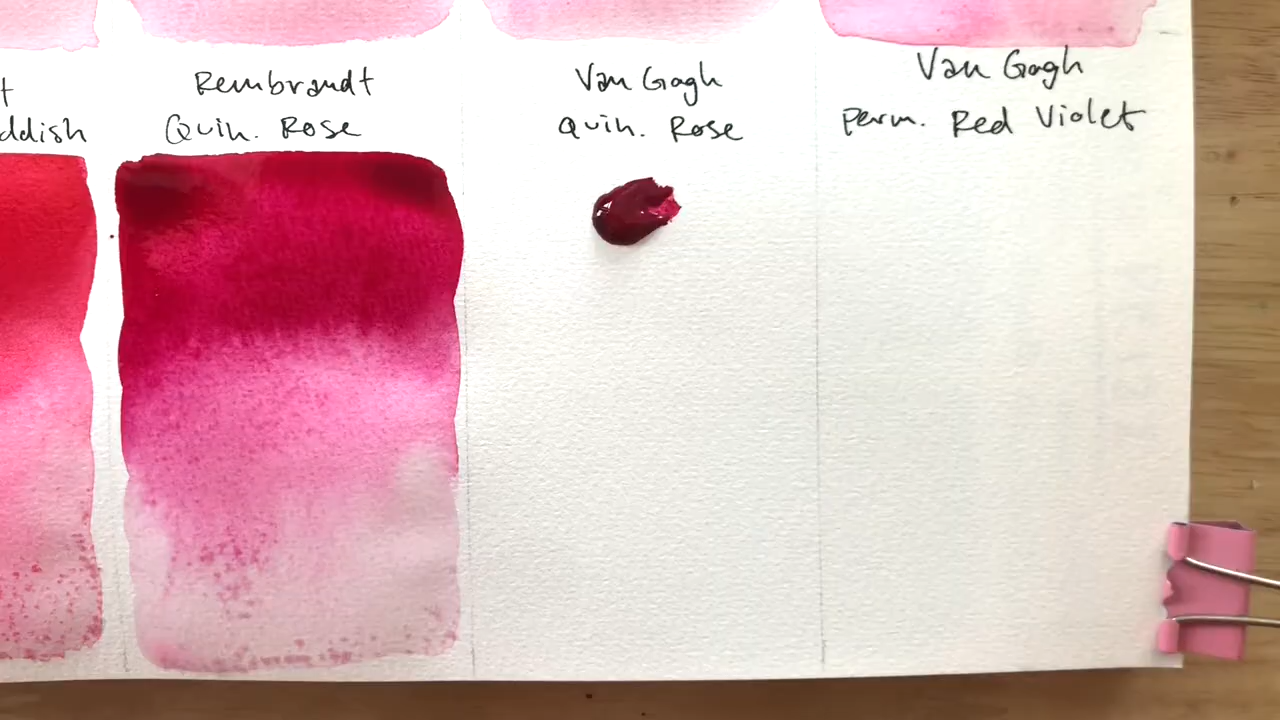 Rembrandt
Quin. Rose
Van Gogh
Quin. Rose
Van Gogh
Perm. Red Violet